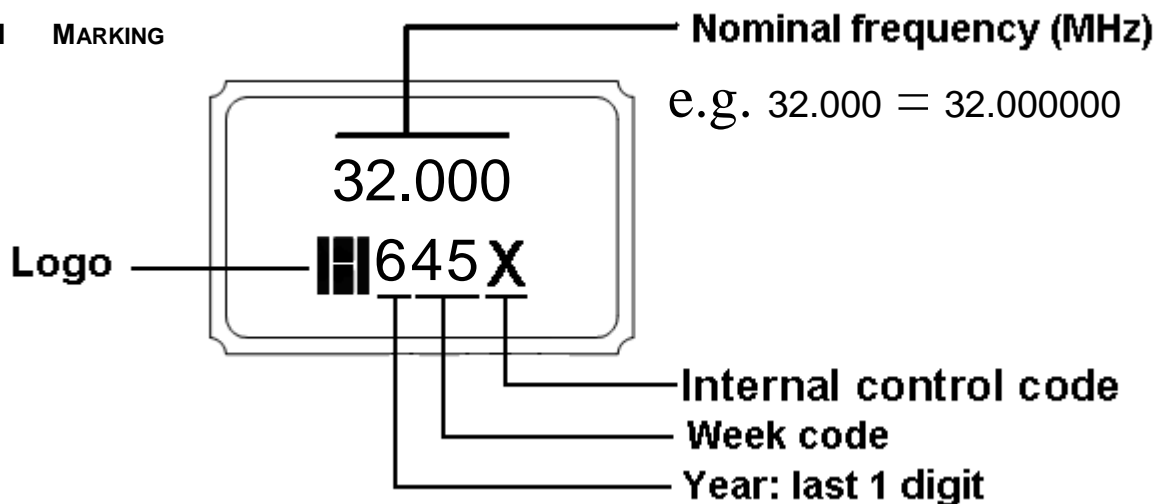 MARKING
Nominal frequency (MHz)
e.g. 32.000 = 32.000000
32.000
Logo
645X
Internal control code
Week code
Year: last 1 digit